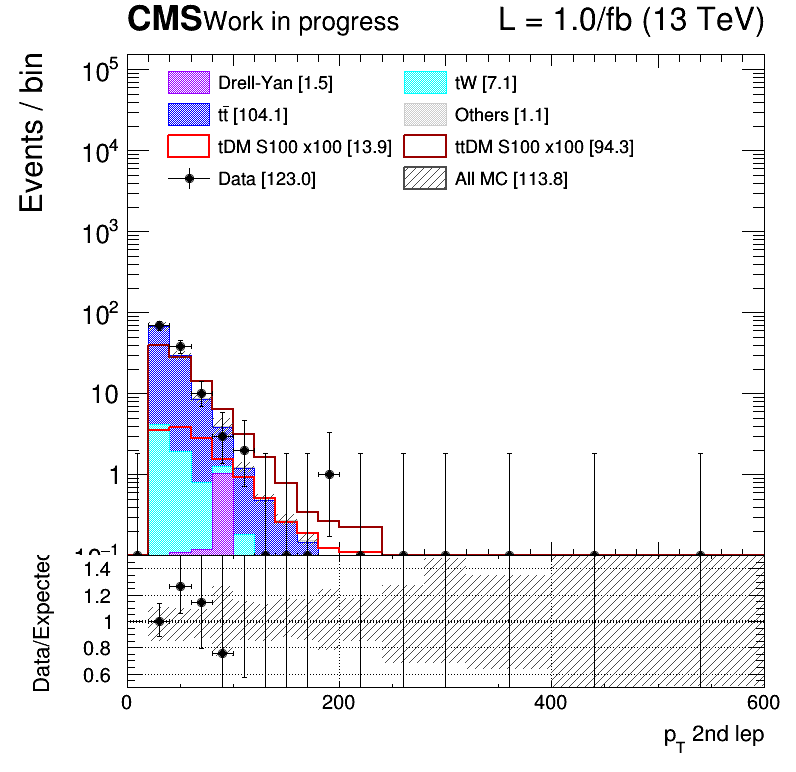 CMS Work in progress L = 1.0/fb (13 TeV)
Events / bin
10⁵
10⁴
10³
10²
10
1
10⁻¹
Drell-Yan [1.5] tW [7.1]
tt̄ [104.1] Others [1.1]
tDM S100 x100 [13.9] ttDM S100 x100 [94.3]
Data [123.0] All MC [113.8]
Data/Expected
1.4
1.2
1
0.8
0.6
0 200 400 600
p_T 2nd lep